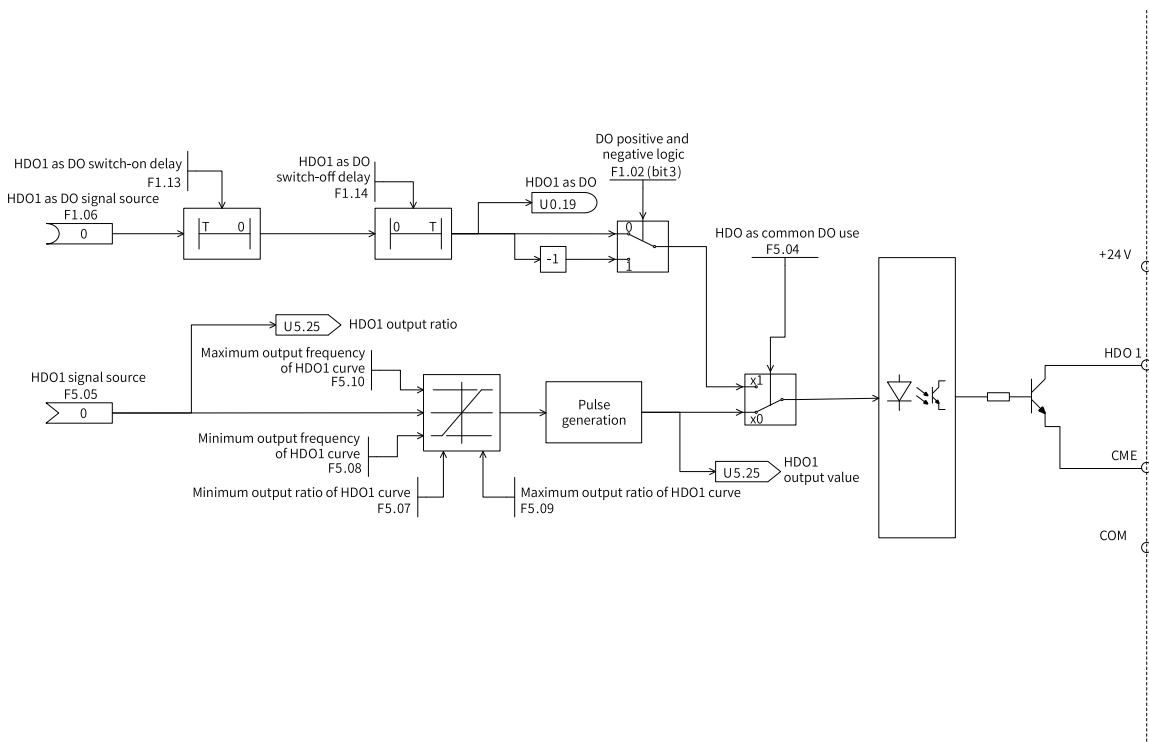 DO positive and
negative logic
F1.02 (bit3)
HDO1 as DO switch-on delay
F1.13
HDO1 as DO
switch-off delay
F1.14
HDO1 as DO
U0.19
HDO1 as DO signal source
F1.06
0
T 0
0 T
0
1
-1
HDO as common DO use
F5.04
+24 V
U5.25
HDO1 output ratio
Maximum output frequency
of HDO1 curve
F5.10
HDO1 signal source
F5.05
0
Pulse
generation
x1
x0
HDO 1
Minimum output frequency
of HDO1 curve
F5.08
U5.25
HDO1
output value
CME
Minimum output ratio of HDO1 curve
F5.07
Maximum output ratio of HDO1 curve
F5.09
COM